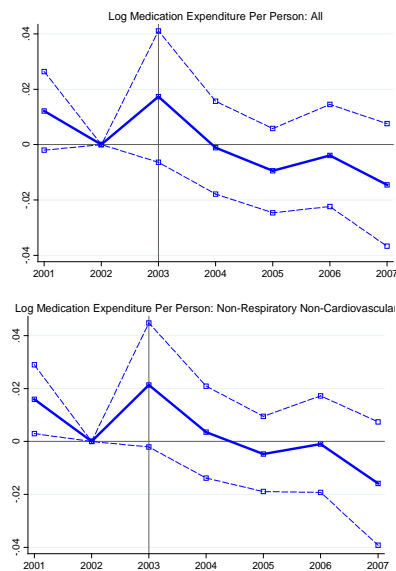 Log Medication Expenditure Per Person: All
.04
.02
0
-.02
-.04
2001 2002 2003 2004 2005 2006 2007
Log Medication Expenditure Per Person: Non-Respiratory Non-Cardiovascular
.04
.02
0
-.02
-.04
2001 2002 2003 2004 2005 2006 2007